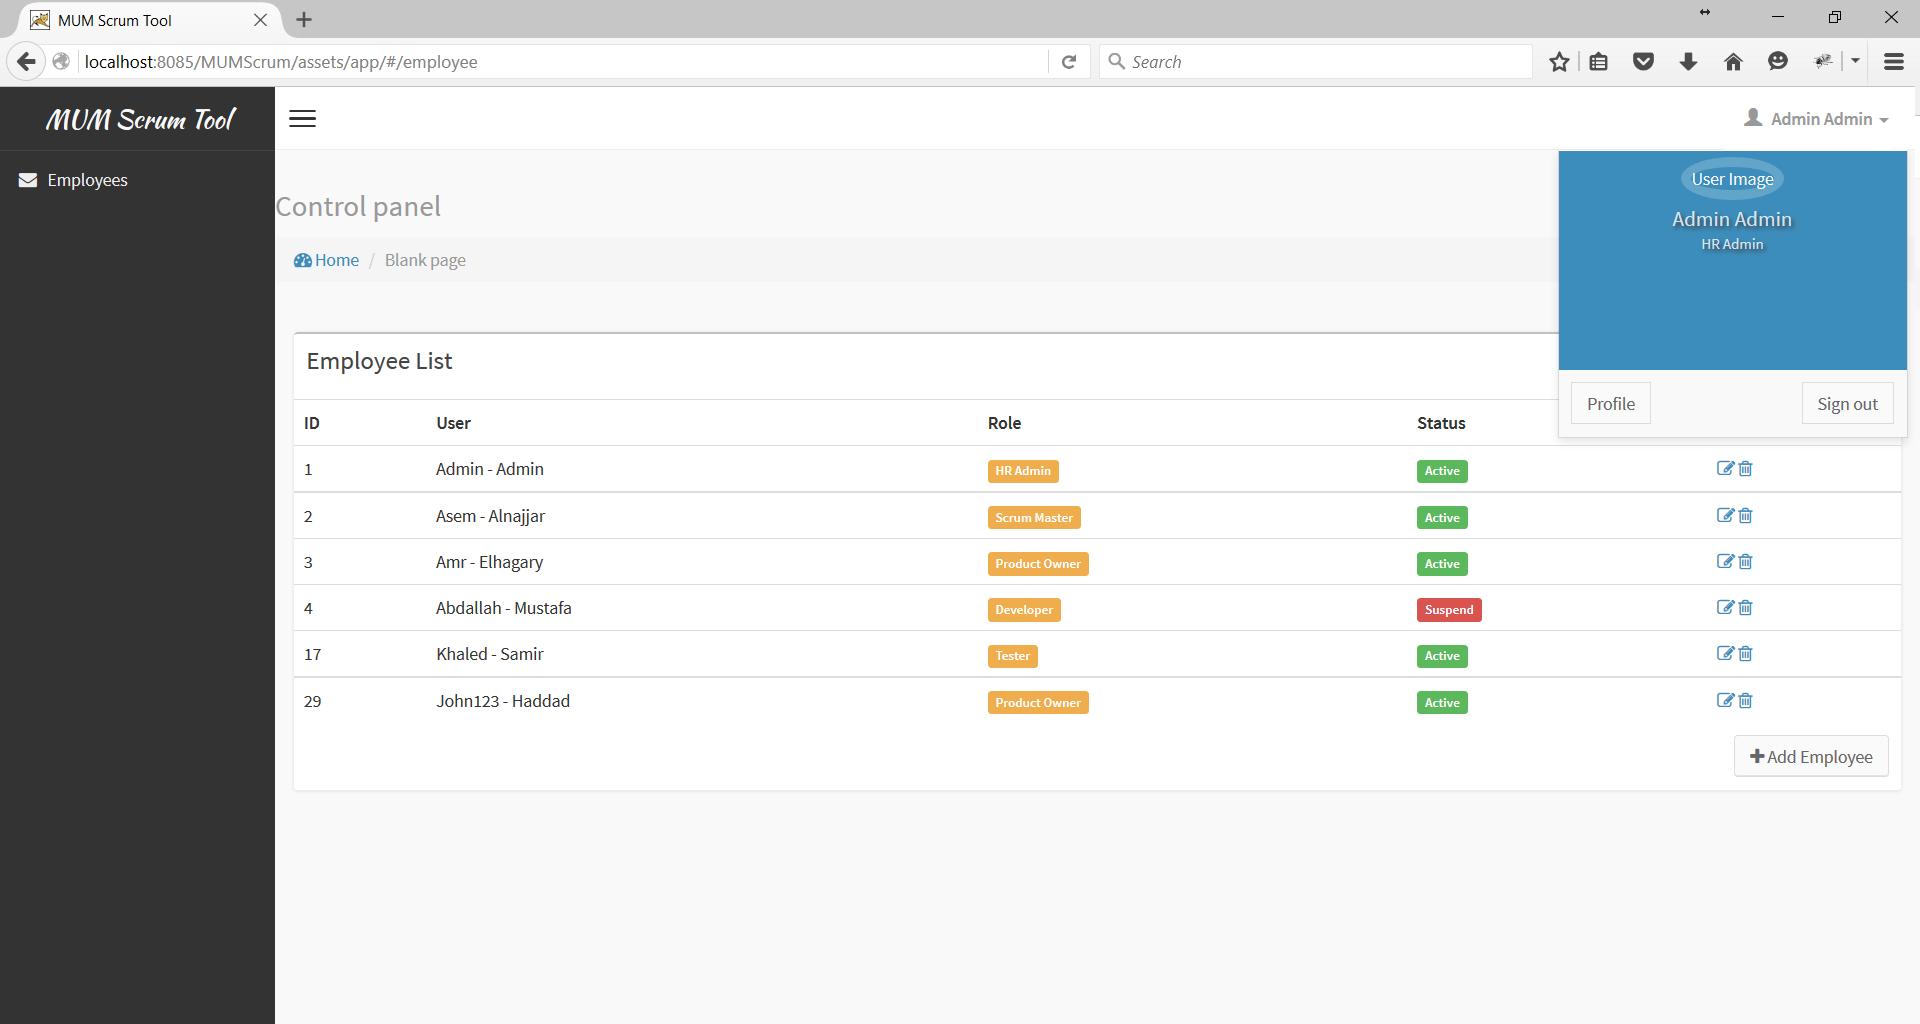 MUM Scrum Tool
localhost:8085/MUMScrum/assets/app/#/employee
Search
MUM Scrum Tool
Admin Admin
Employees
User Image
Admin Admin
HR Admin
Profile
Sign out
Control panel
Home / Blank page
Employee List
ID User Role Status
1 Admin - Admin HR Admin Active
2 Asem - Alnajjar Scrum Master Active
3 Amr - Elhagary Product Owner Active
4 Abdallah - Mustafa Developer Suspend
17 Khaled - Samir Tester Active
29 John123 - Haddad Product Owner Active
Add Employee